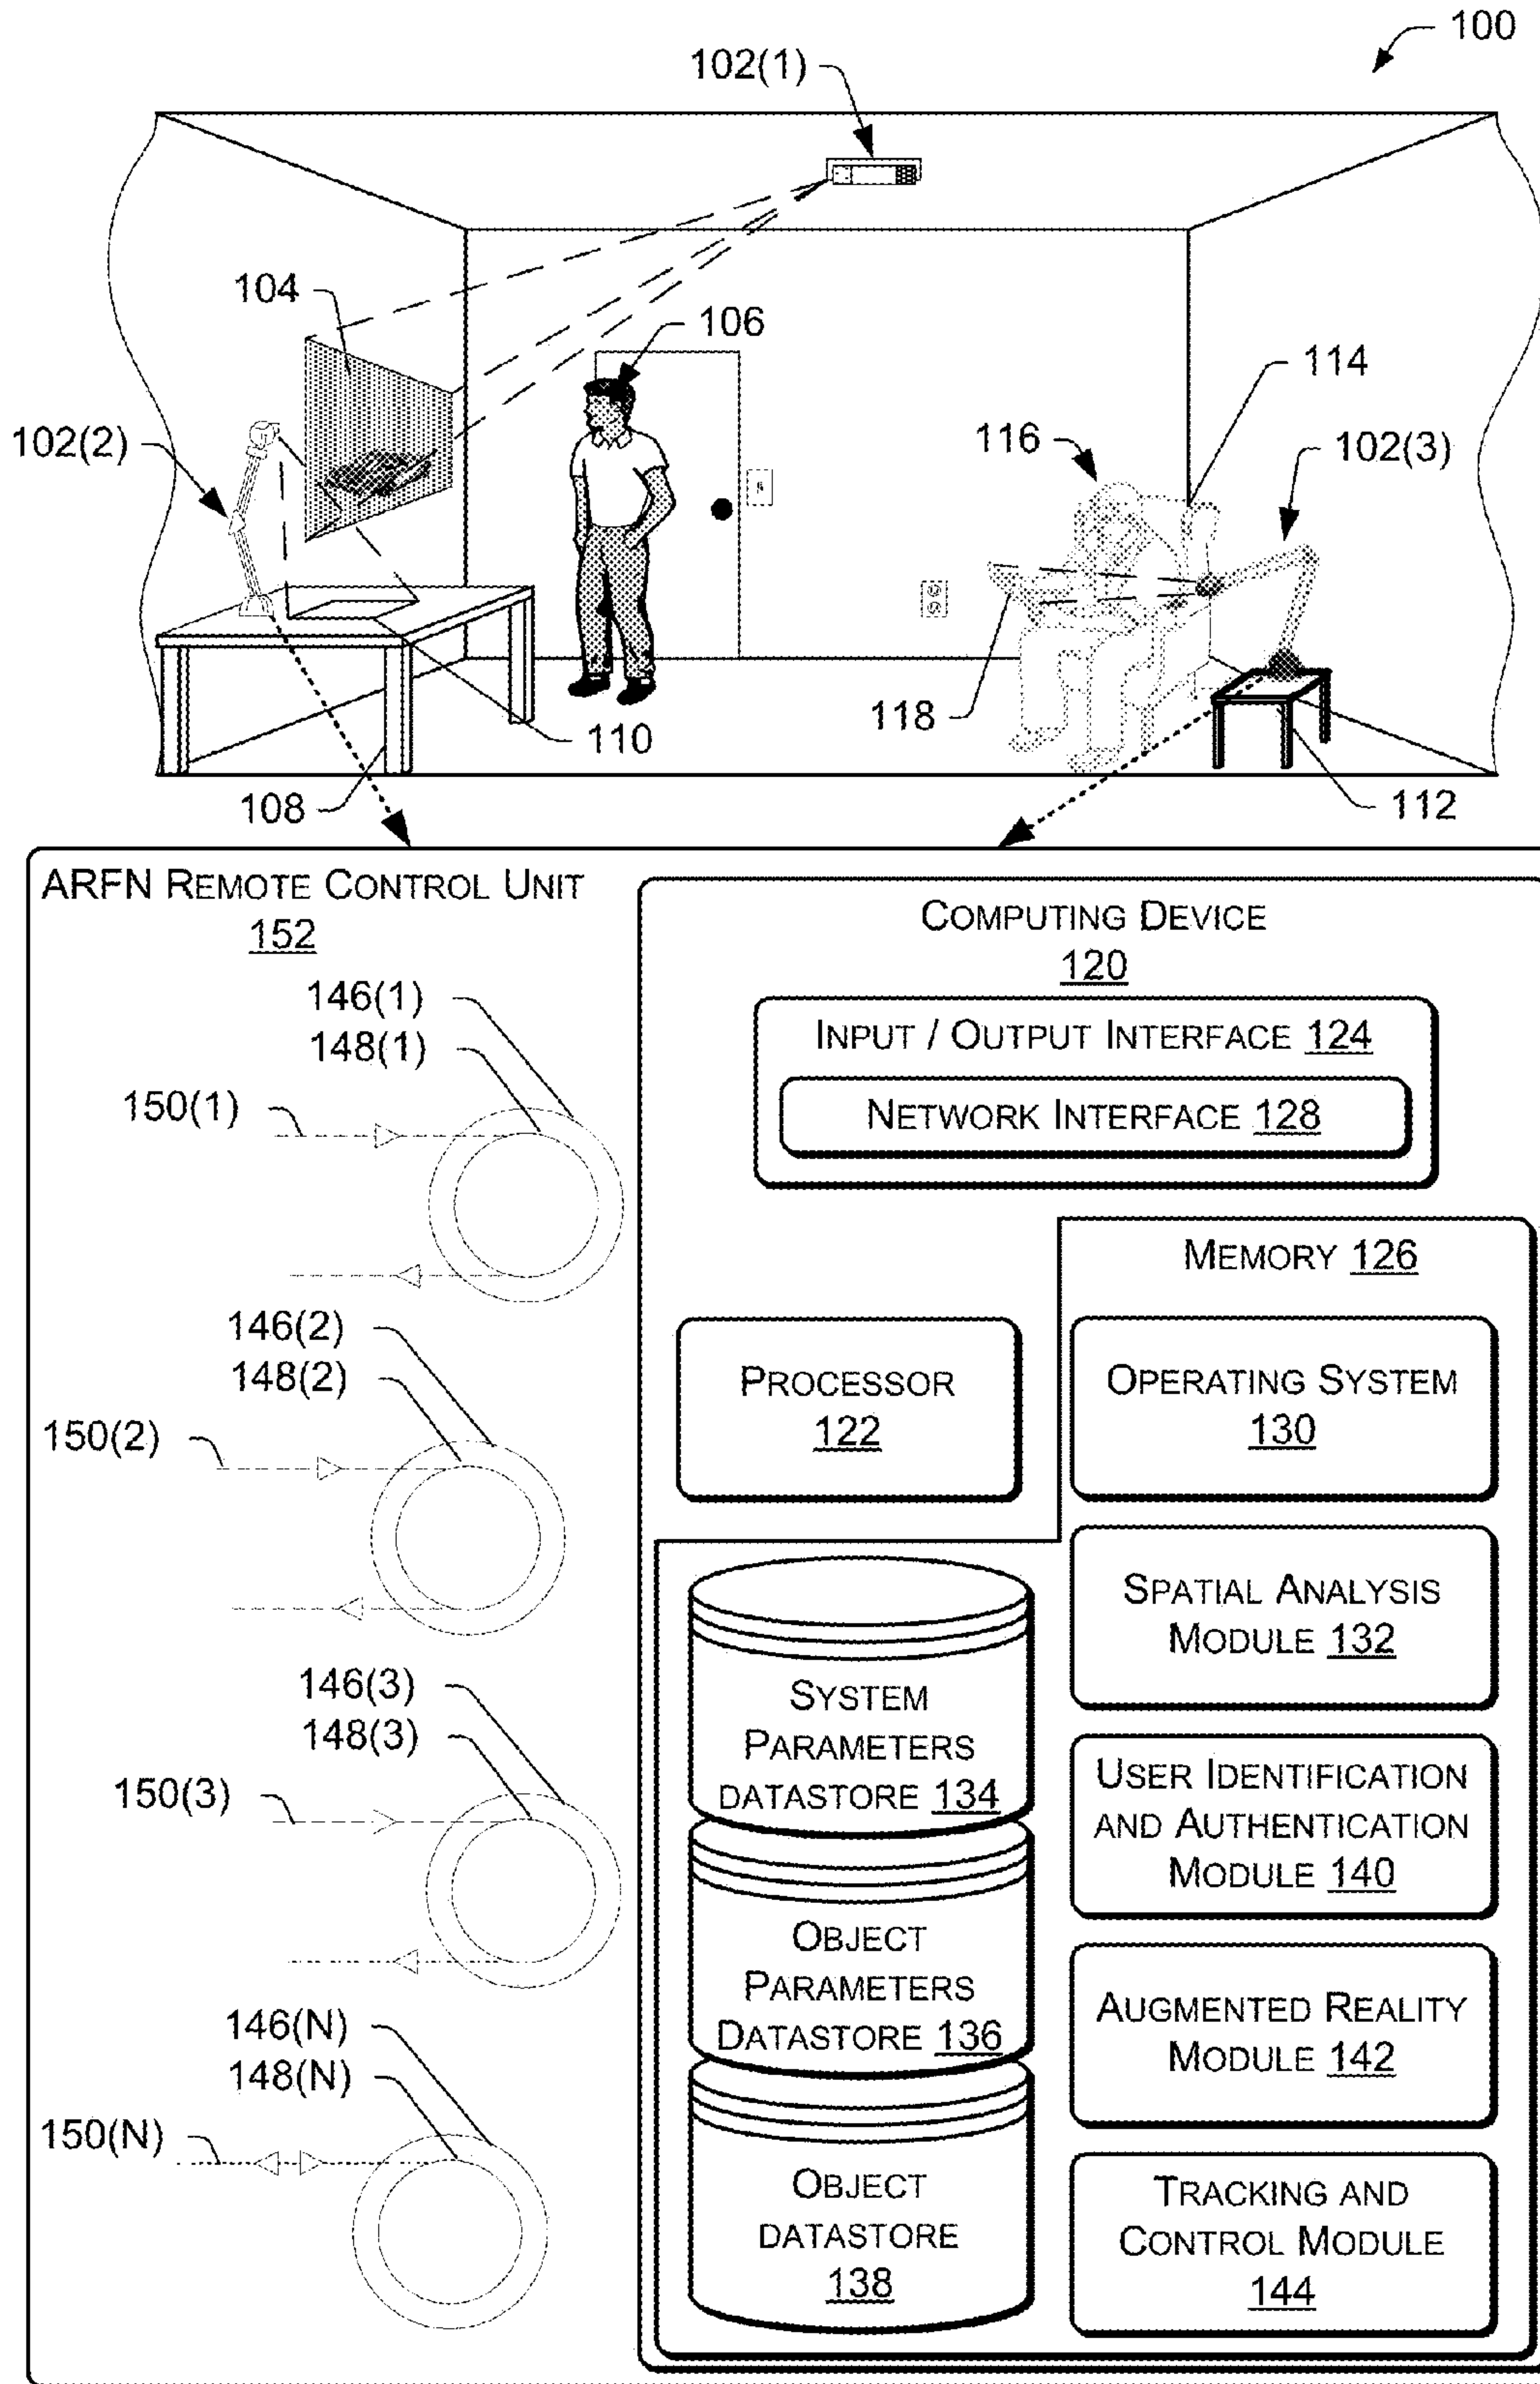 100
102(1)
104
106
114
116
102(2)
102(3)
118
110
108
112
ARFN REMOTE CONTROL UNIT
152
146(1)
148(1)
150(1)
146(2)
148(2)
150(2)
146(3)
148(3)
150(3)
146(N)
148(N)
150(N)
COMPUTING DEVICE
120
INPUT / OUTPUT INTERFACE 124
NETWORK INTERFACE 128
PROCESSOR
122
MEMORY 126
OPERATING SYSTEM
130
SPATIAL ANALYSIS
MODULE 132
USER IDENTIFICATION
AND AUTHENTICATION
MODULE 140
AUGMENTED REALITY
MODULE 142
TRACKING AND
CONTROL MODULE
144
SYSTEM
PARAMETERS
DATASTORE 134
OBJECT
PARAMETERS
DATASTORE 136
OBJECT
DATASTORE
138